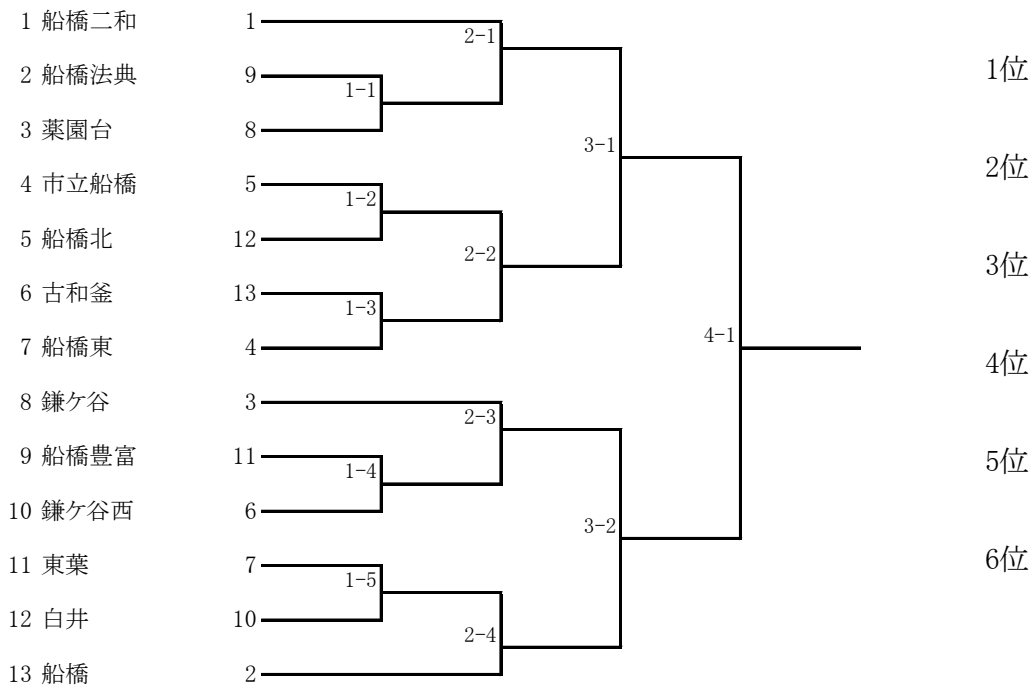 1 船橋二和 1
2-1
2 船橋法典 9
1位
1-1
3 薬園台 8
3-1
4 市立船橋 5
2位
1-2
5 船橋北 12
2-2
3位
6 古和釜 13
1-3
7 船橋東 4
4-1
4位
8 鎌ケ谷 3
2-3
9 船橋豊富 11
5位
1-4
10 鎌ケ谷西 6
3-2
11 東葉 7
6位
1-5
12 白井 10
2-4
13 船橋 2